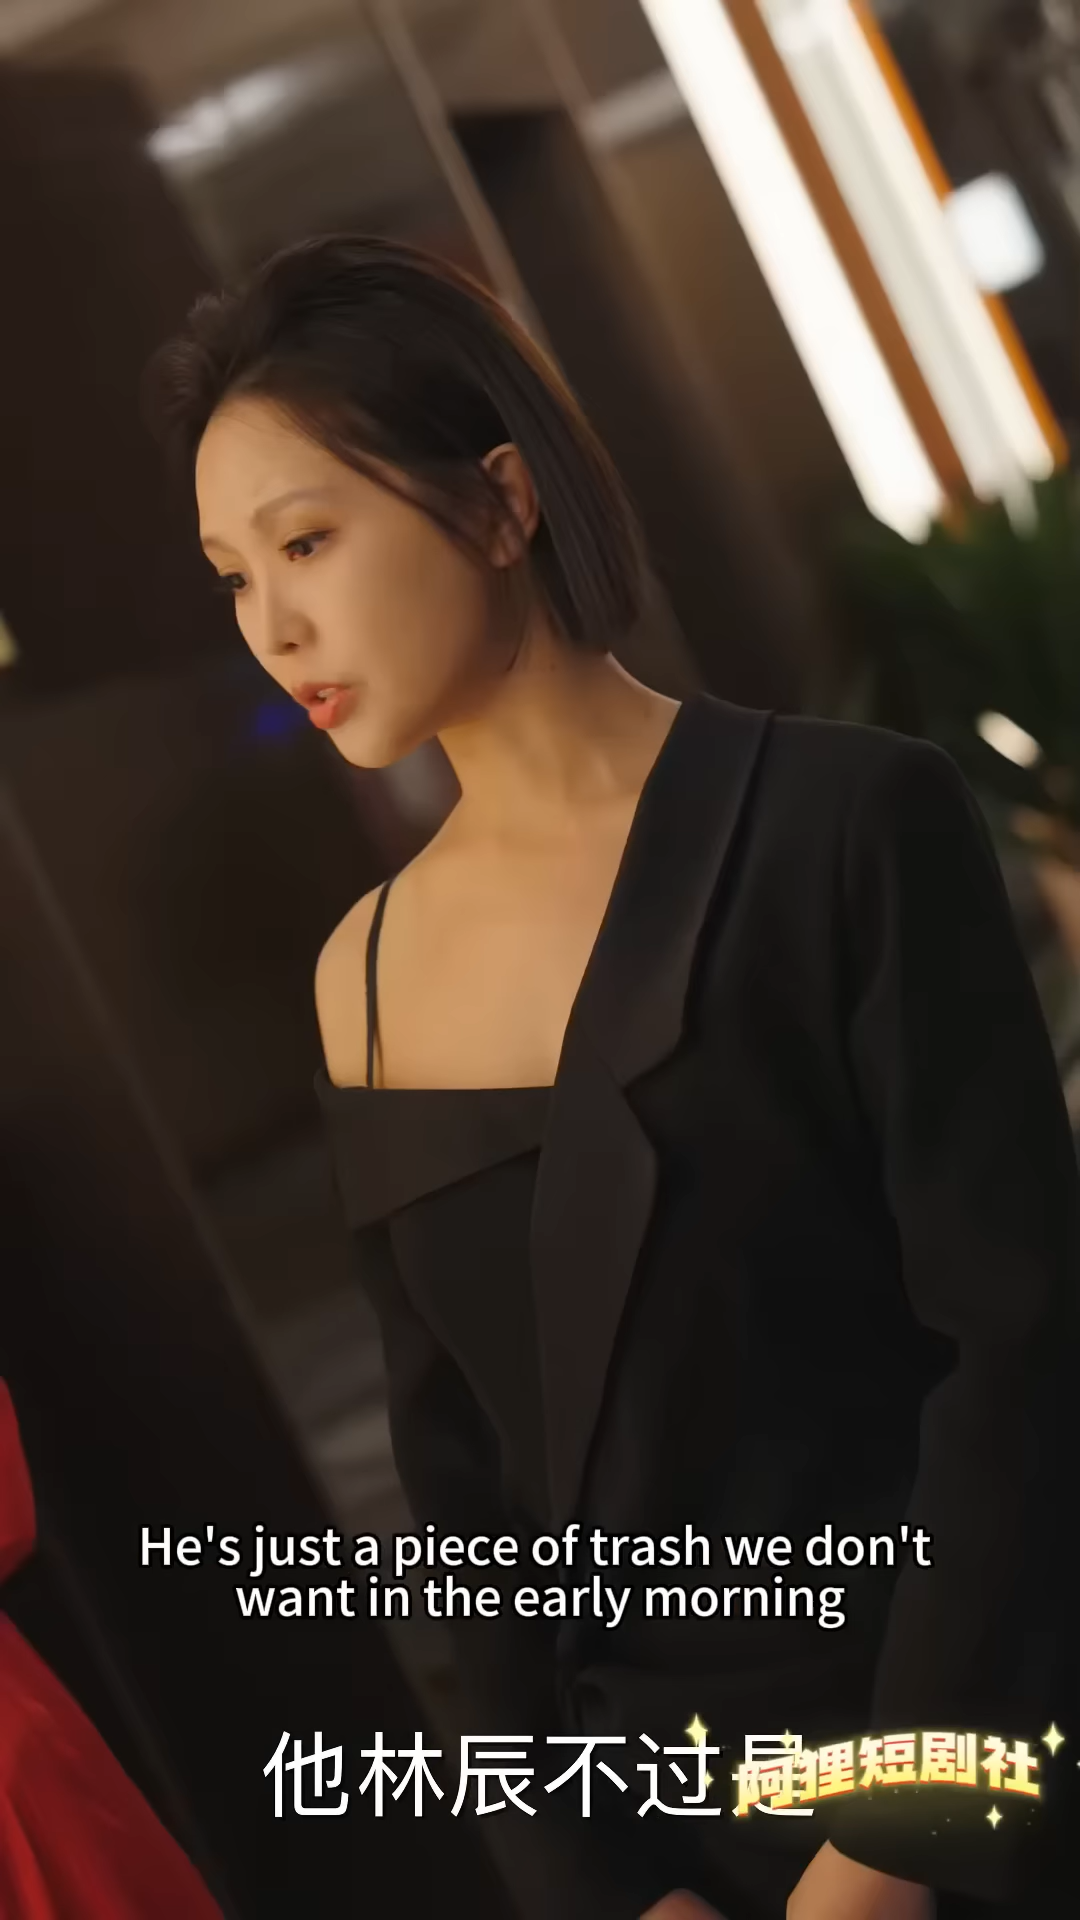 He's just a piece of trash we don't
want in the early morning
他林辰不过是
阿狸短剧社